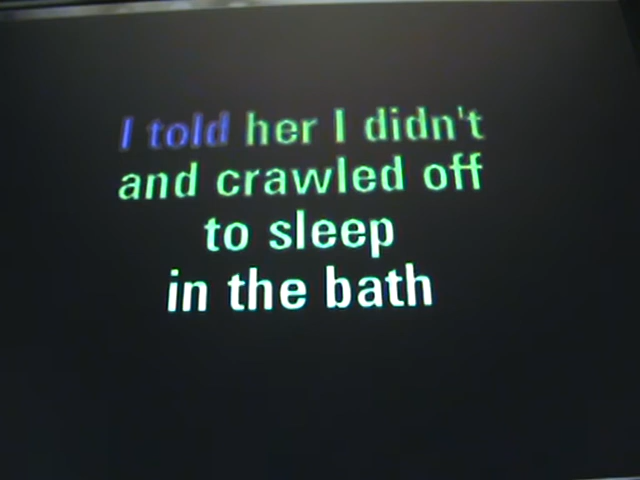 I told her I didn't
and crawled off
to sleep
in the bath